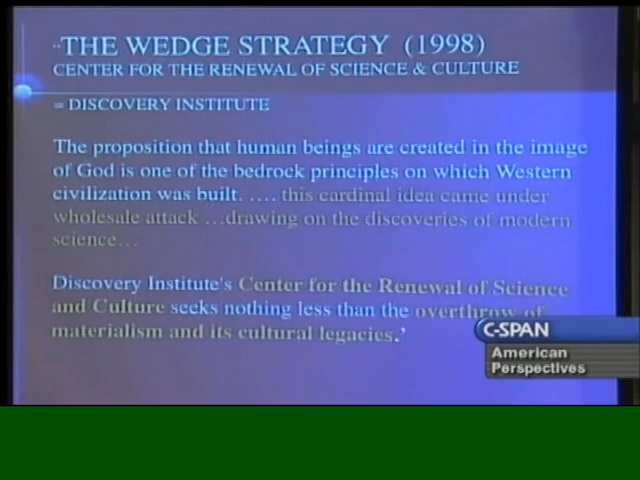 "THE WEDGE STRATEGY (1998)
CENTER FOR THE RENEWAL OF SCIENCE & CULTURE
= DISCOVERY INSTITUTE
The proposition that human beings are created in the image
of God is one of the bedrock principles on which Western
civilization was built. .... this cardinal idea came under
wholesale attack ...drawing on the discoveries of modern
science...
Discovery Institute's Center for the Renewal of Science
and Culture seeks nothing less than the overthrow of
materialism and its cultural legacies.'
C-SPAN
American
Perspectives